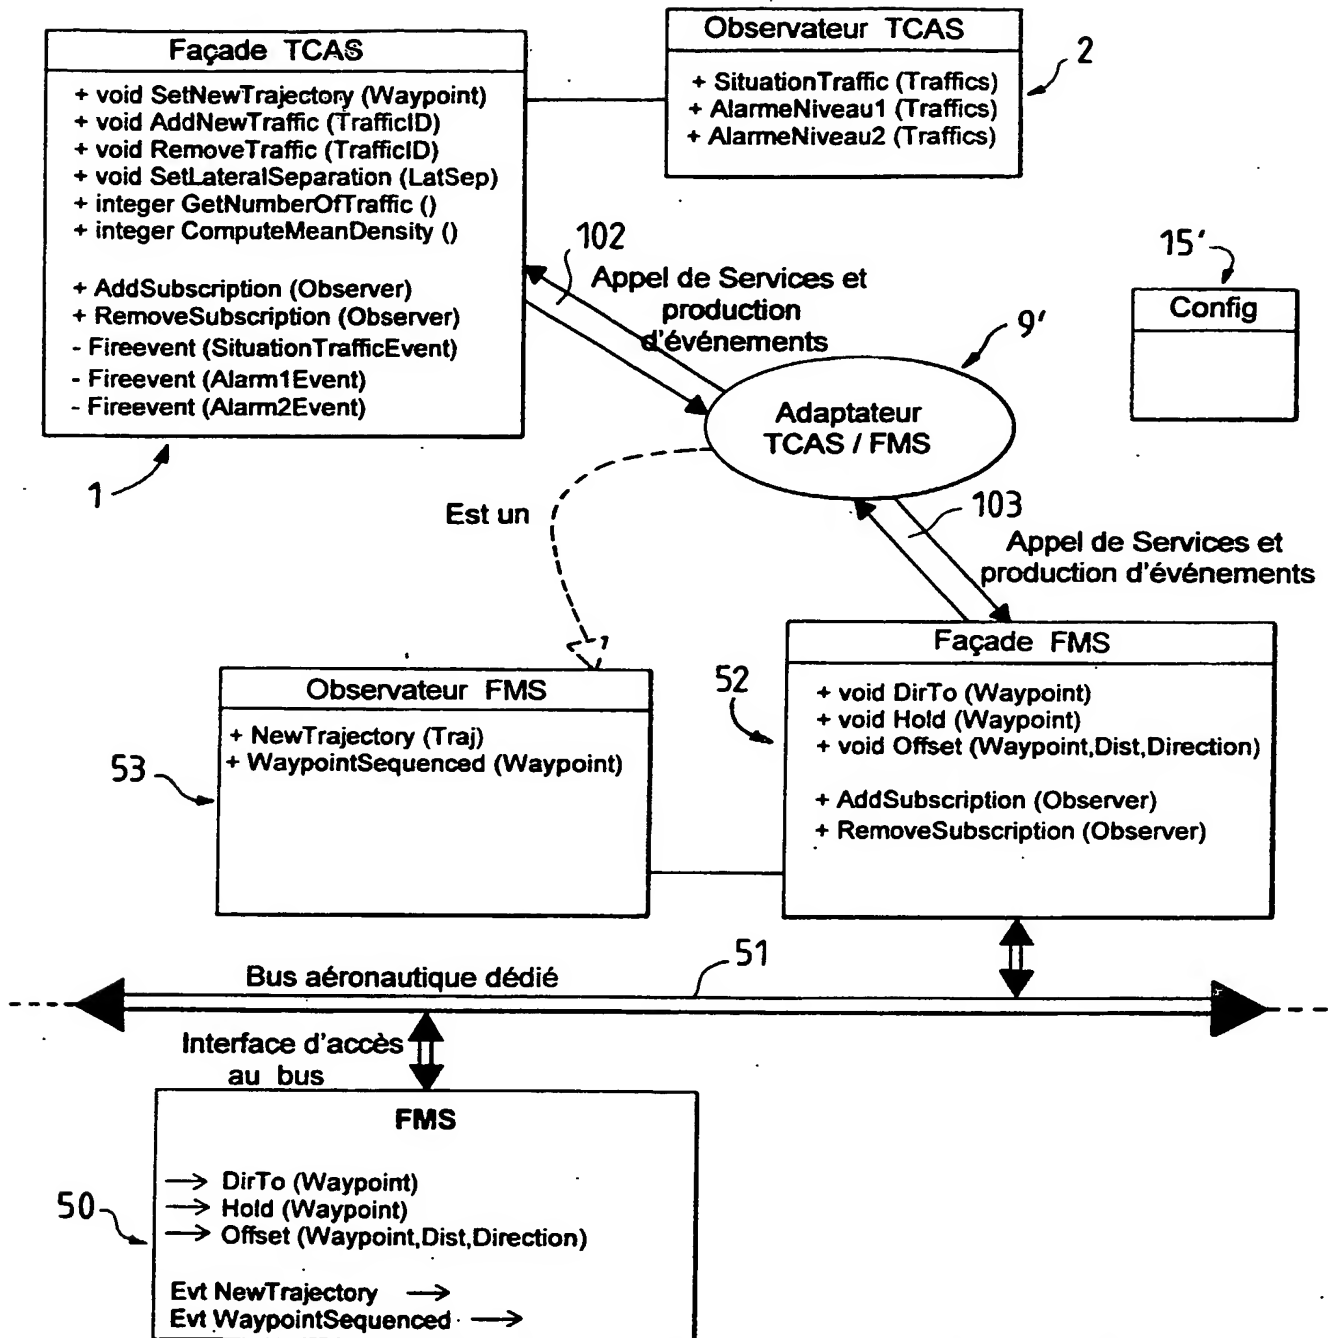 Façade TCAS
+ void SetNewTrajectory (Waypoint)
+ void AddNewTraffic (TrafficID)
+ void RemoveTraffic (TrafficID)
+ void SetLateralSeparation (LatSep)
+ integer GetNumberOfTraffic ()
+ integer ComputeMeanDensity ()
+ AddSubscription (Observer)
+ RemoveSubscription (Observer)
- Fireevent (SituationTrafficEvent)
- Fireevent (Alarm1Event)
- Fireevent (Alarm2Event)
1
Observateur TCAS
+ SituationTraffic (Traffics)
+ AlarmeNiveau1 (Traffics)
+ AlarmeNiveau2 (Traffics)
2
102
Appel de Services et
production
d'événements
15'
Config
9'
Adaptateur
TCAS / FMS
Est un
103
Appel de Services et
production d'événements
Observateur FMS
+ NewTrajectory (Traj)
+ WaypointSequenced (Waypoint)
53
Façade FMS
+ void DirTo (Waypoint)
+ void Hold (Waypoint)
+ void Offset (Waypoint,Dist,Direction)
+ AddSubscription (Observer)
+ RemoveSubscription (Observer)
52
Bus aéronautique dédié
51
Interface d'accès
au bus
FMS
→ DirTo (Waypoint)
→ Hold (Waypoint)
→ Offset (Waypoint,Dist,Direction)
Evt NewTrajectory →
Evt WaypointSequenced →
50